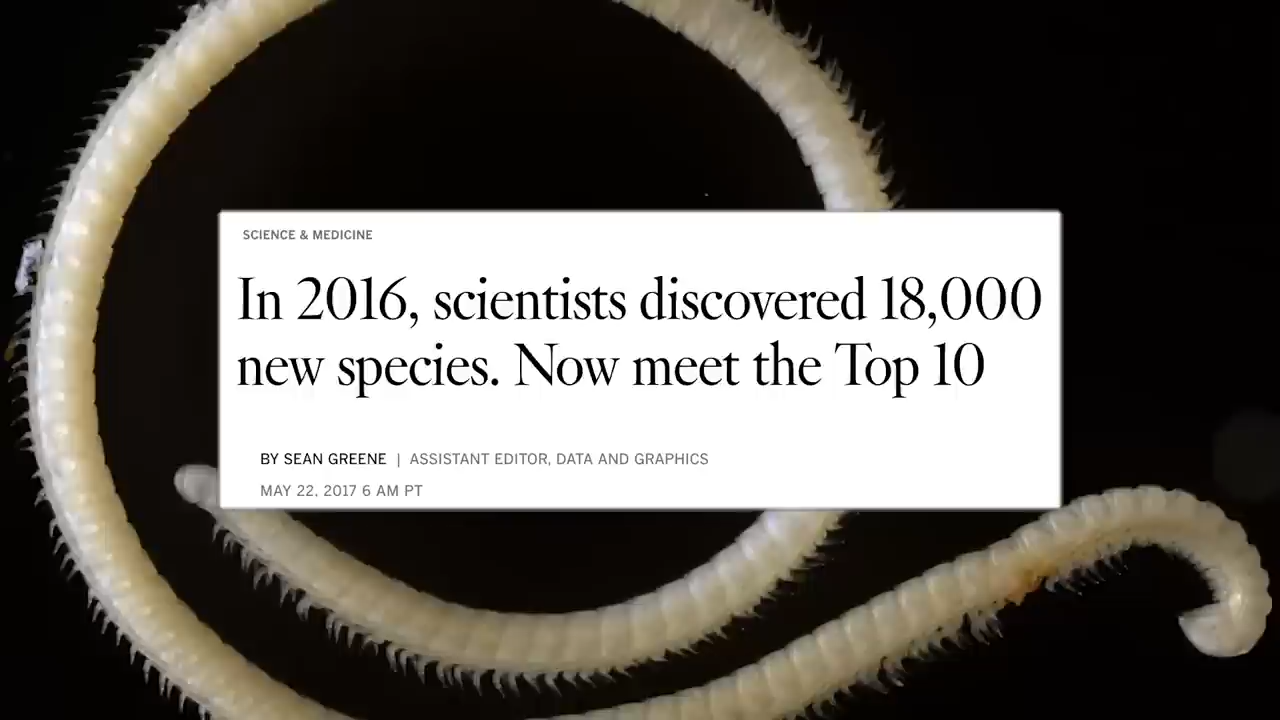 SCIENCE & MEDICINE
In 2016, scientists discovered 18,000
new species. Now meet the Top 10
BY SEAN GREENE | ASSISTANT EDITOR, DATA AND GRAPHICS
MAY 22, 2017 6 AM PT